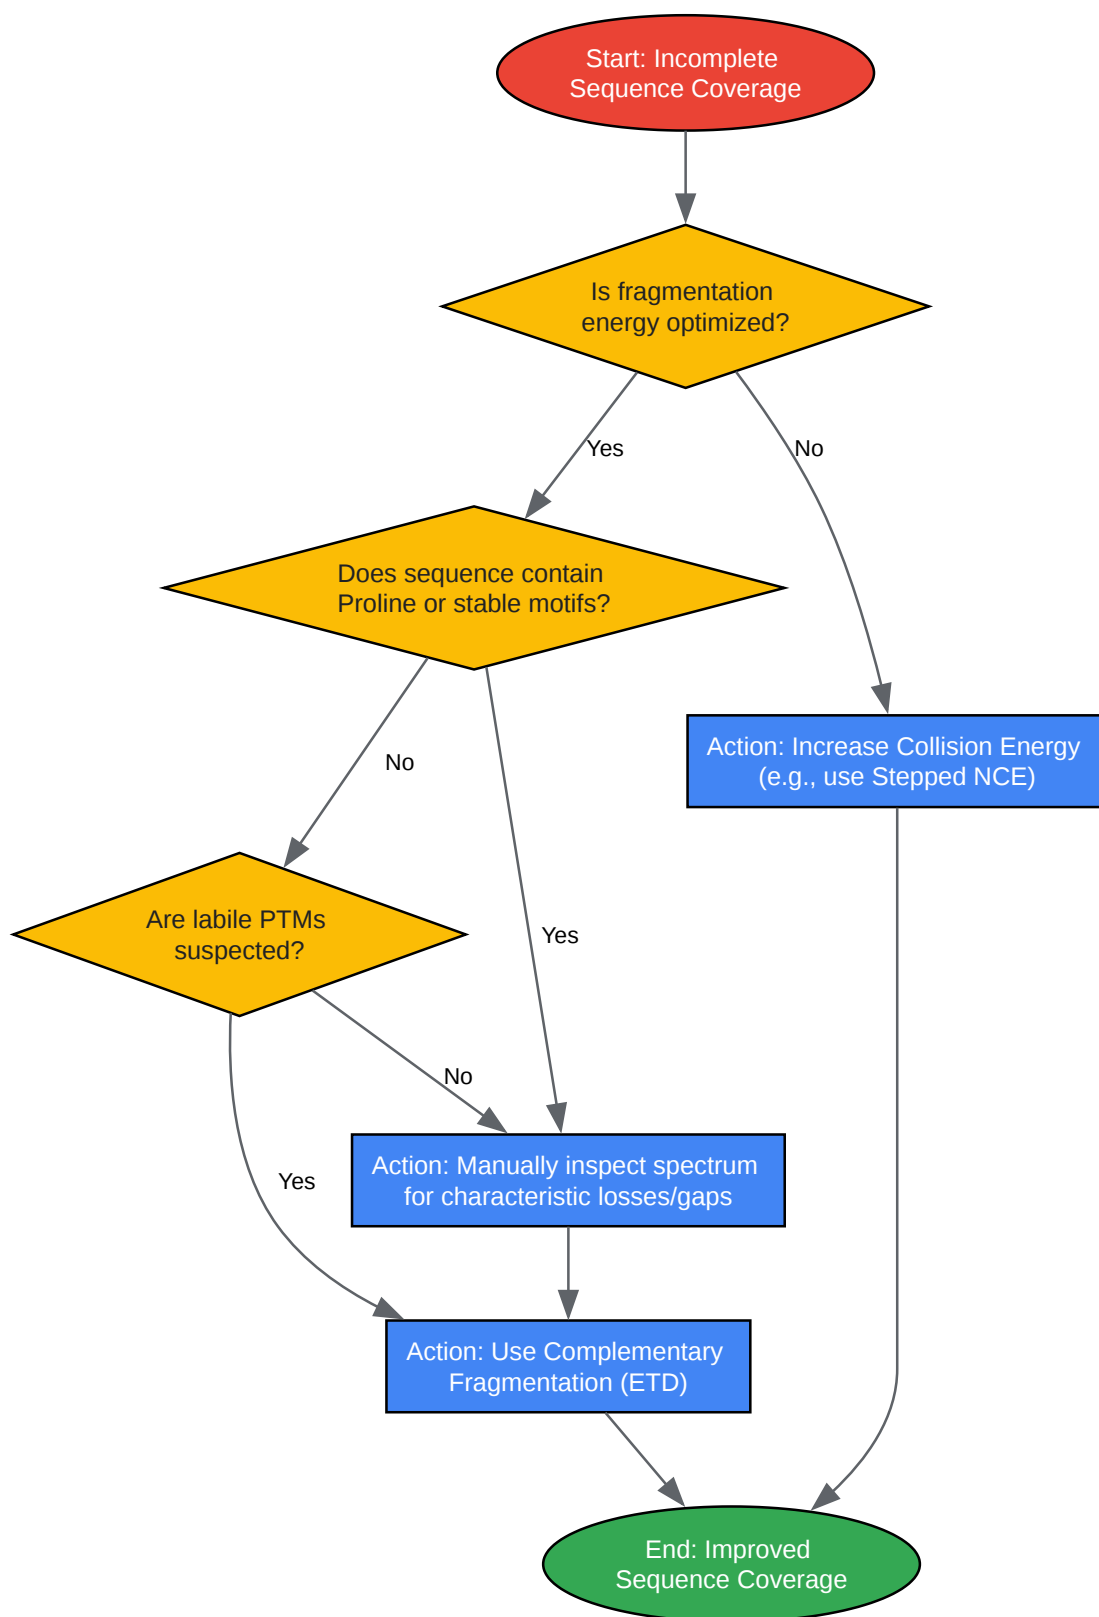 Start: Incomplete
Sequence Coverage
Is fragmentation
energy optimized?
Yes
No
Does sequence contain
Proline or stable motifs?
No
Action: Increase Collision Energy
(e.g., use Stepped NCE)
Are labile PTMs
suspected?
Yes
No
Action: Manually inspect spectrum
for characteristic losses/gaps
Yes
Action: Use Complementary
Fragmentation (ETD)
End: Improved
Sequence Coverage